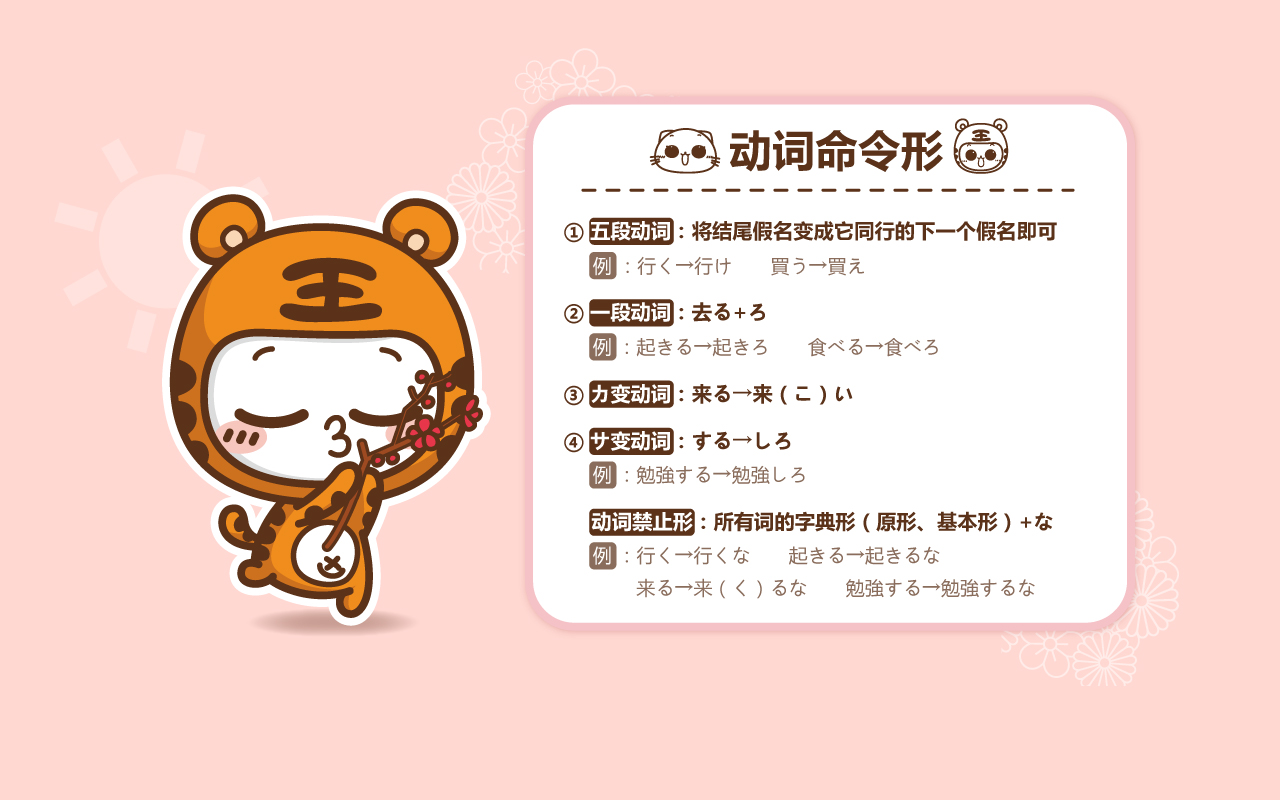 动词命令形
① 五段动词：将结尾假名变成它同行的下一个假名即可
例：行く→行け　　買う→買え
② 一段动词：去る+ろ
例：起きる→起きろ　　食べる→食べろ
③ カ变动词：来る→来（こ）い
④ サ变动词：する→しろ
例：勉強する→勉強しろ
动词禁止形：所有词的字典形（原形、基本形）+な
例：行く→行くな　　起きる→起きるな
来る→来（く）るな　　勉強する→勉強するな
王